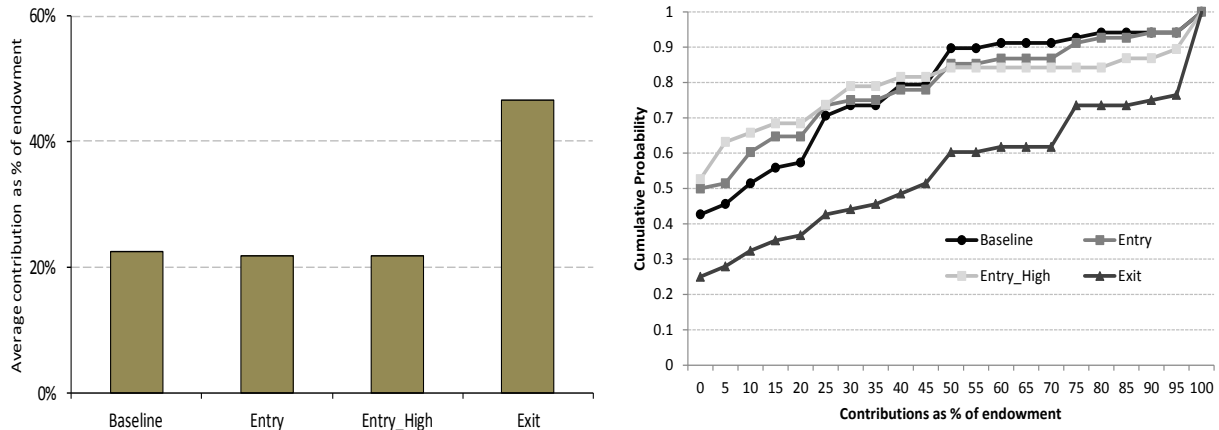 Average contribution as % of endowment
60%
40%
20%
0%
Baseline Entry Entry_High Exit
Cumulative Probability
1
0.9
0.8
0.7
0.6
0.5
0.4
0.3
0.2
0.1
0
Baseline Entry
Entry_High Exit
0 5 10 15 20 25 30 35 40 45 50 55 60 65 70 75 80 85 90 95 100
Contributions as % of endowment